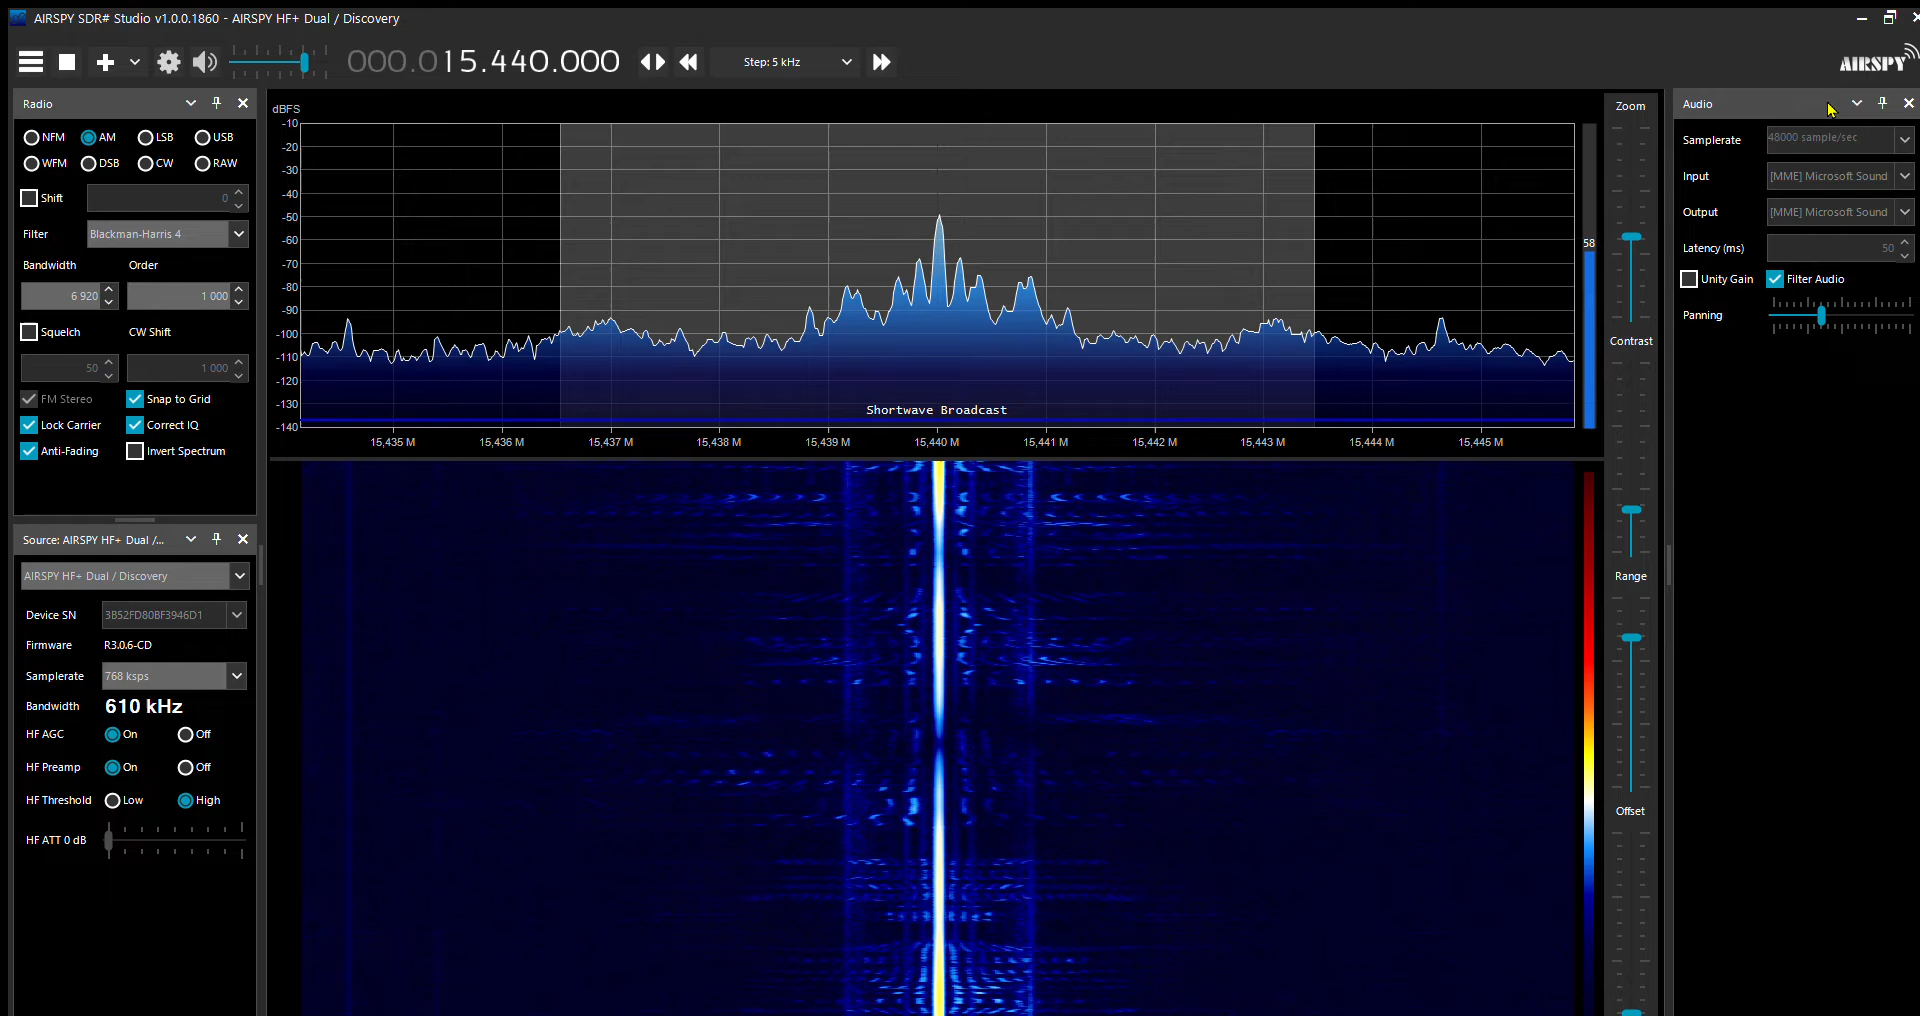 AIRSPY SDR# Studio v1.0.0.1860 - AIRSPY HF+ Dual / Discovery
000.015.440.000
Step: 5 kHz
AIRSPY
Radio
NFM AM LSB USB
WFM DSB CW RAW
Shift 0
Filter Blackman-Harris 4
Bandwidth Order
6 920 1 000
Squelch CW Shift
50 1 000
FM Stereo Snap to Grid
Lock Carrier Correct IQ
Anti-Fading Invert Spectrum
Source: AIRSPY HF+ Dual /...
AIRSPY HF+ Dual / Discovery
Device SN 3B52FD80BF3946D1
Firmware R3.0.6-CD
Samplerate 768 ksps
Bandwidth 610 kHz
HF AGC On Off
HF Preamp On Off
HF Threshold Low High
HF ATT 0 dB
dBFS
-10
-20
-30
-40
-50
-60
-70
-80
-90
-100
-110
-120
-130
-140
Shortwave Broadcast
15,435 M 15,436 M 15,437 M 15,438 M 15,439 M 15,440 M 15,441 M 15,442 M 15,443 M 15,444 M 15,445 M
58
Zoom
Contrast
Range
Offset
Audio
Samplerate 48000 sample/sec
Input [MME] Microsoft Sound
Output [MME] Microsoft Sound
Latency (ms) 50
Unity Gain Filter Audio
Panning